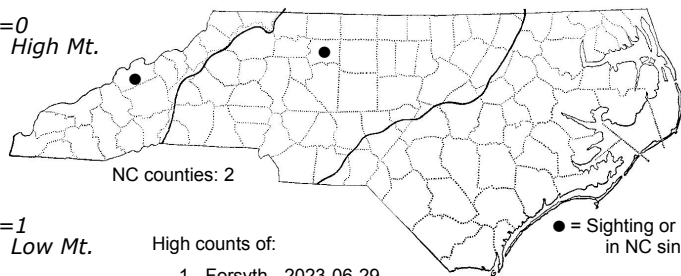 =0
High Mt.
NC counties: 2
=1
Low Mt.
High counts of:
● = Sighting or
in NC sin
1 - Forsyth - 2023-06-29